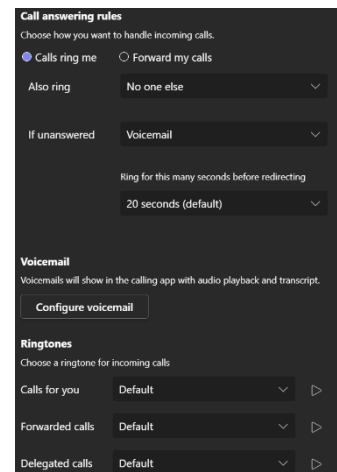 Call answering rules
Choose how you want to handle incoming calls.
Calls ring me Forward my calls
Also ring No one else
If unanswered Voicemail
Ring for this many seconds before redirecting
20 seconds (default)
Voicemail
Voicemails will show in the calling app with audio playback and transcript.
Configure voicemail
Ringtones
Choose a ringtone for incoming calls
Calls for you Default
Forwarded calls Default
Delegated calls Default